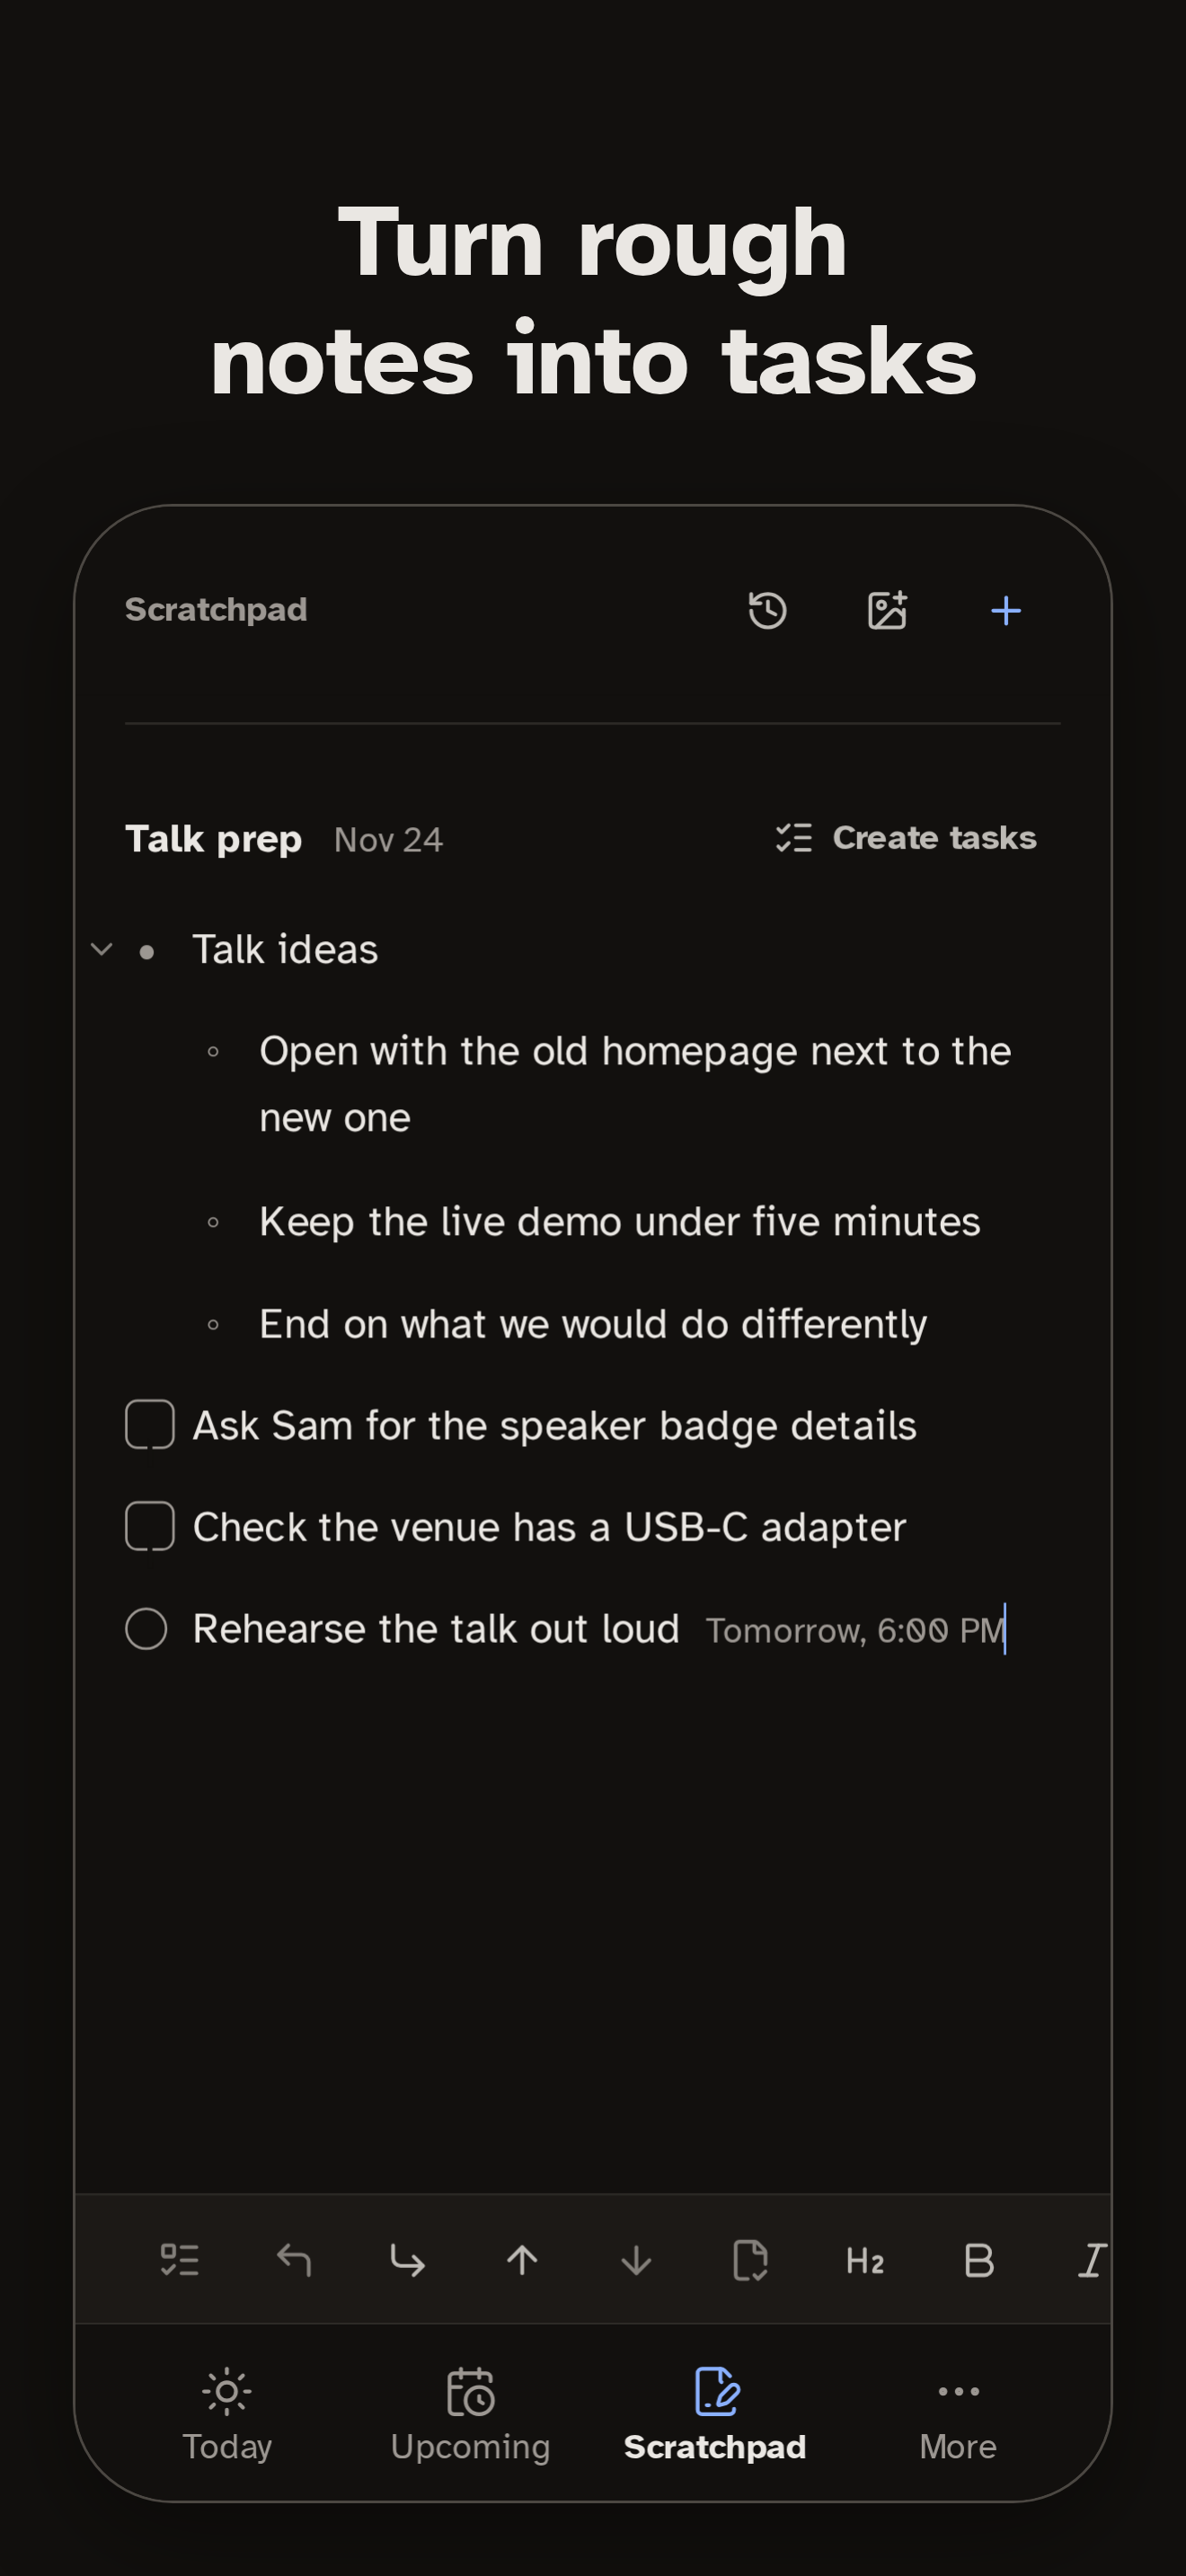 Turn rough
notes into tasks
Scratchpad
Talk prep Nov 24 Create tasks
Talk ideas
Open with the old homepage next to the
new one
Keep the live demo under five minutes
End on what we would do differently
Ask Sam for the speaker badge details
Check the venue has a USB-C adapter
Rehearse the talk out loud Tomorrow, 6:00 PM
H2 B I
Today Upcoming Scratchpad More